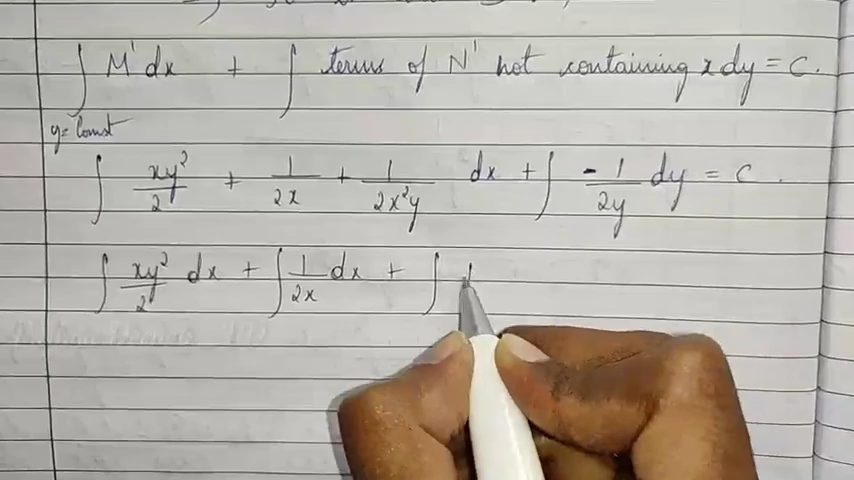 ∫ M' dx + ∫ terms of N' not containing x dy = C.
y = Const
∫ xy²/2 + 1/2x + 1/2x²y dx + ∫ -1/2y dy = C.
∫ xy²/2 dx + ∫ 1/2x dx + ∫ 1